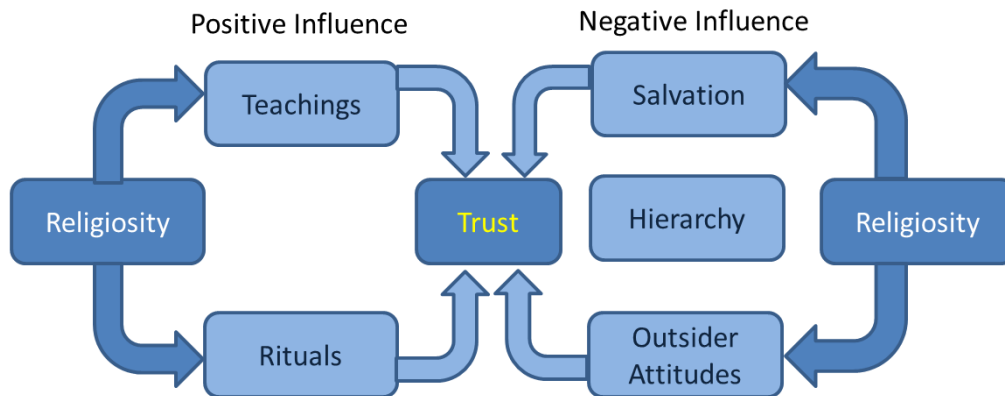 Positive Influence
Negative Influence
Teachings
Salvation
Religiosity
Trust
Hierarchy
Religiosity
Rituals
Outsider
Attitudes